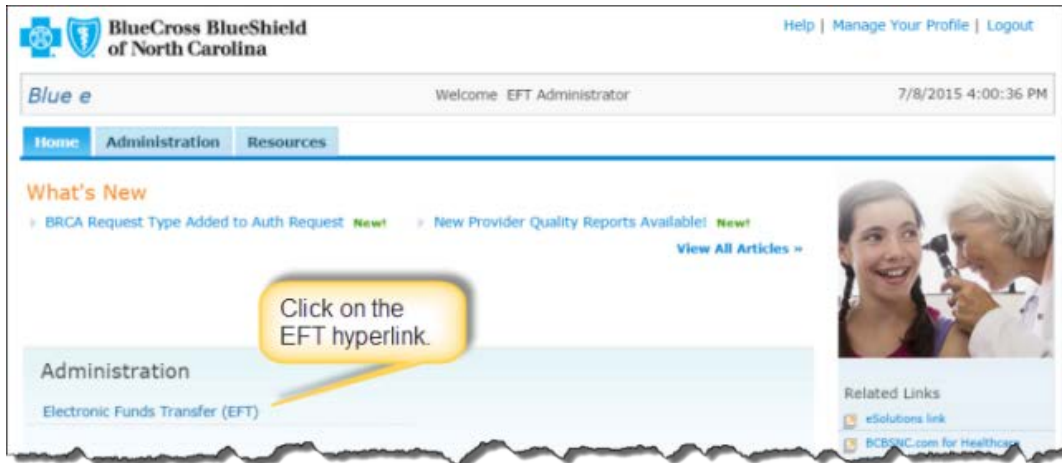 BlueCross BlueShield
of North Carolina
Help | Manage Your Profile | Logout
Blue e
Welcome EFT Administrator
7/8/2015 4:00:36 PM
Home
Administration
Resources
What's New
BRCA Request Type Added to Auth Request New!
New Provider Quality Reports Available! New!
View All Articles »
Click on the
EFT hyperlink.
Administration
Electronic Funds Transfer (EFT)
Related Links
eSolutions link
BCBSNC.com for Healthcare